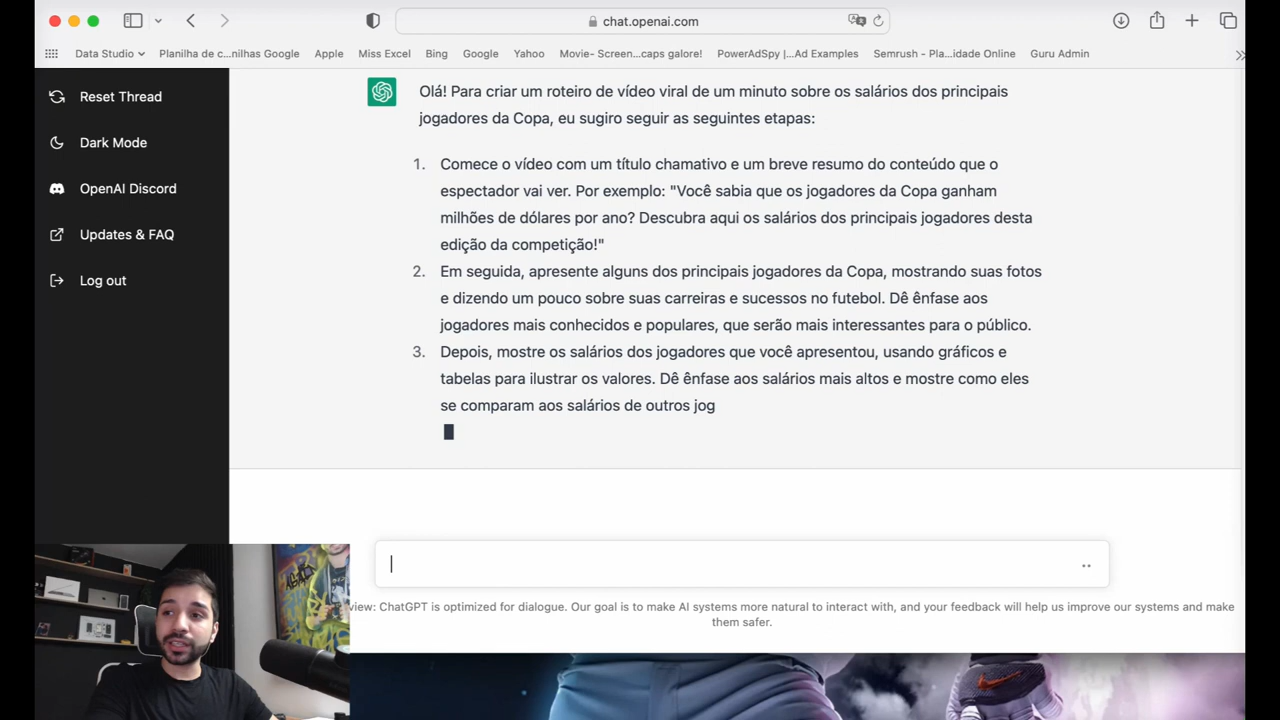 chat.openai.com
Data Studio
Planilha de c...nilhas Google
Apple
Miss Excel
Bing
Google
Yahoo
Movie- Screen...caps galore!
PowerAdSpy |...Ad Examples
Semrush - Pla...idade Online
Guru Admin
Reset Thread
Dark Mode
OpenAI Discord
Updates & FAQ
Log out
Olá! Para criar um roteiro de vídeo viral de um minuto sobre os salários dos principais
jogadores da Copa, eu sugiro seguir as seguintes etapas:
1. Comece o vídeo com um título chamativo e um breve resumo do conteúdo que o
espectador vai ver. Por exemplo: "Você sabia que os jogadores da Copa ganham
milhões de dólares por ano? Descubra aqui os salários dos principais jogadores desta
edição da competição!"
2. Em seguida, apresente alguns dos principais jogadores da Copa, mostrando suas fotos
e dizendo um pouco sobre suas carreiras e sucessos no futebol. Dê ênfase aos
jogadores mais conhecidos e populares, que serão mais interessantes para o público.
3. Depois, mostre os salários dos jogadores que você apresentou, usando gráficos e
tabelas para ilustrar os valores. Dê ênfase aos salários mais altos e mostre como eles
se comparam aos salários de outros jog
view: ChatGPT is optimized for dialogue. Our goal is to make AI systems more natural to interact with, and your feedback will help us improve our systems and make
them safer.